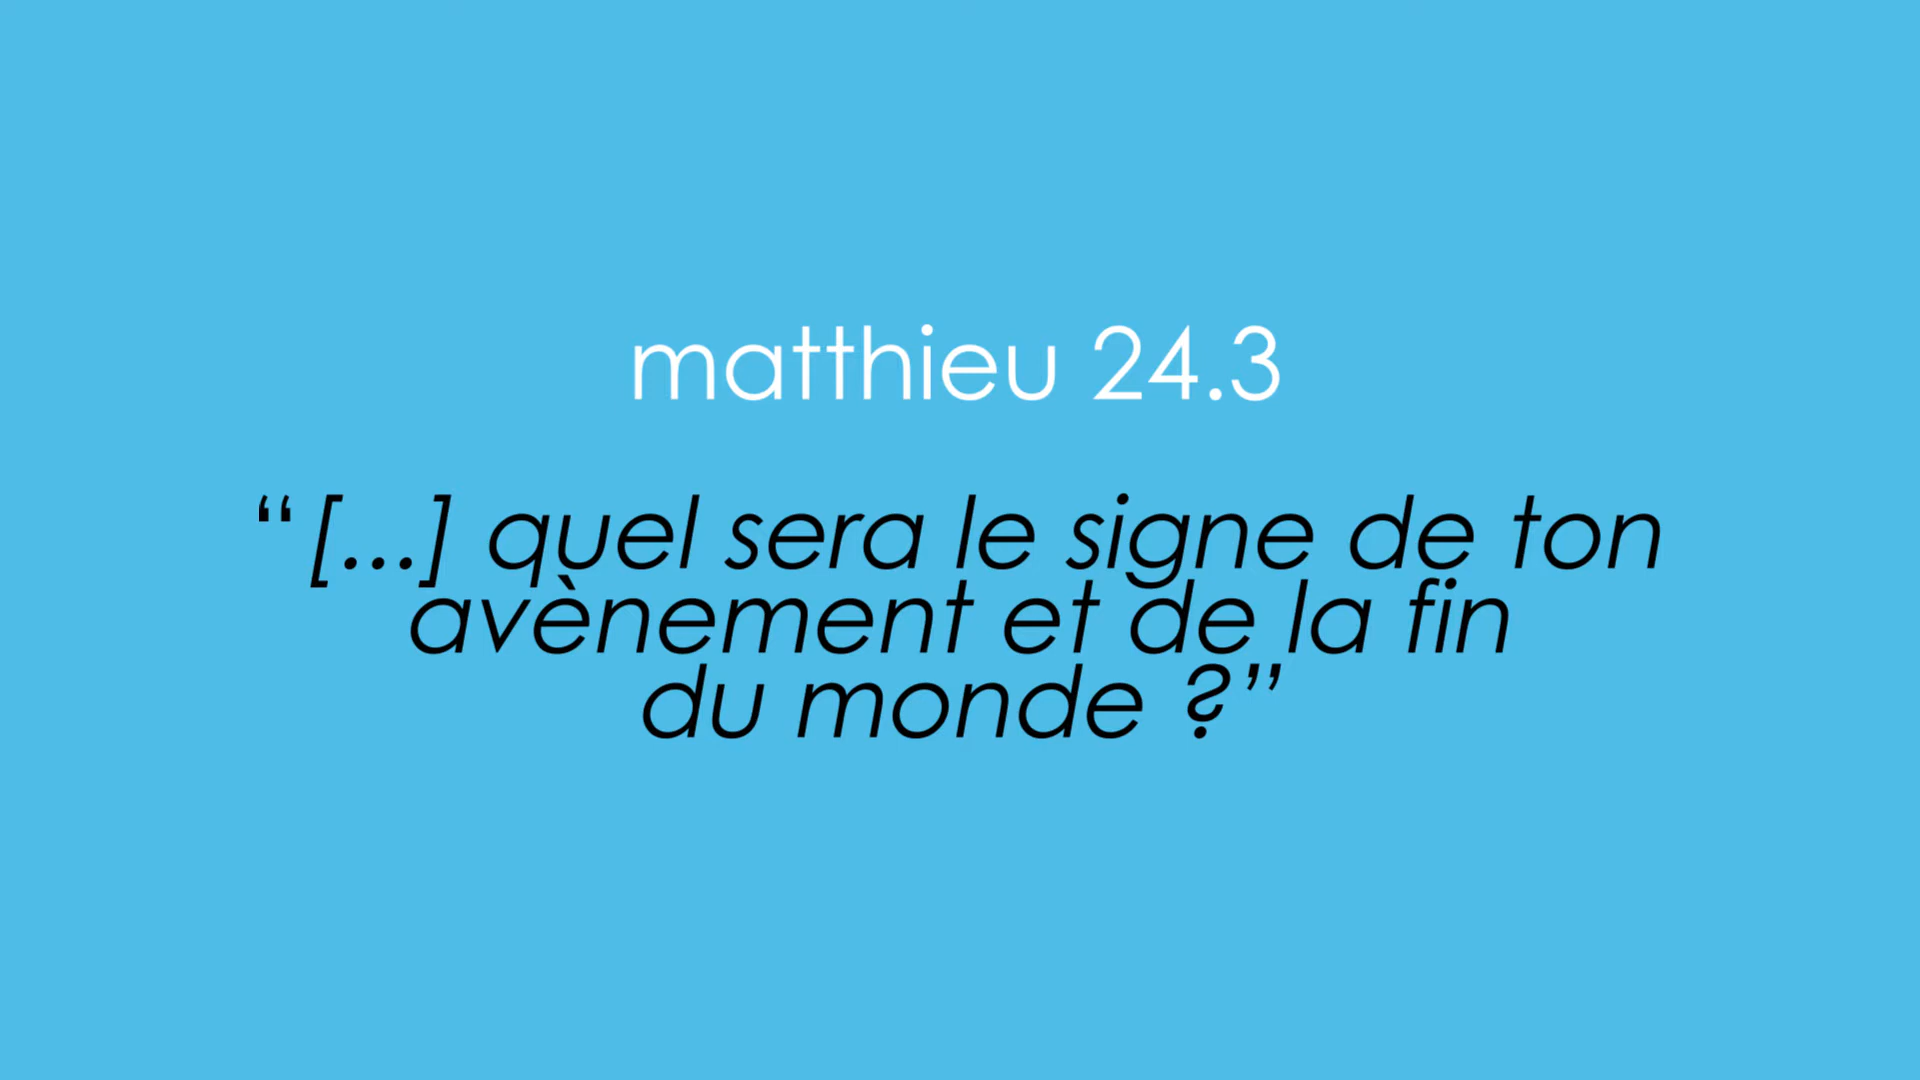 matthieu 24.3
“[...] quel sera le signe de ton
avènement et de la fin
du monde ?”